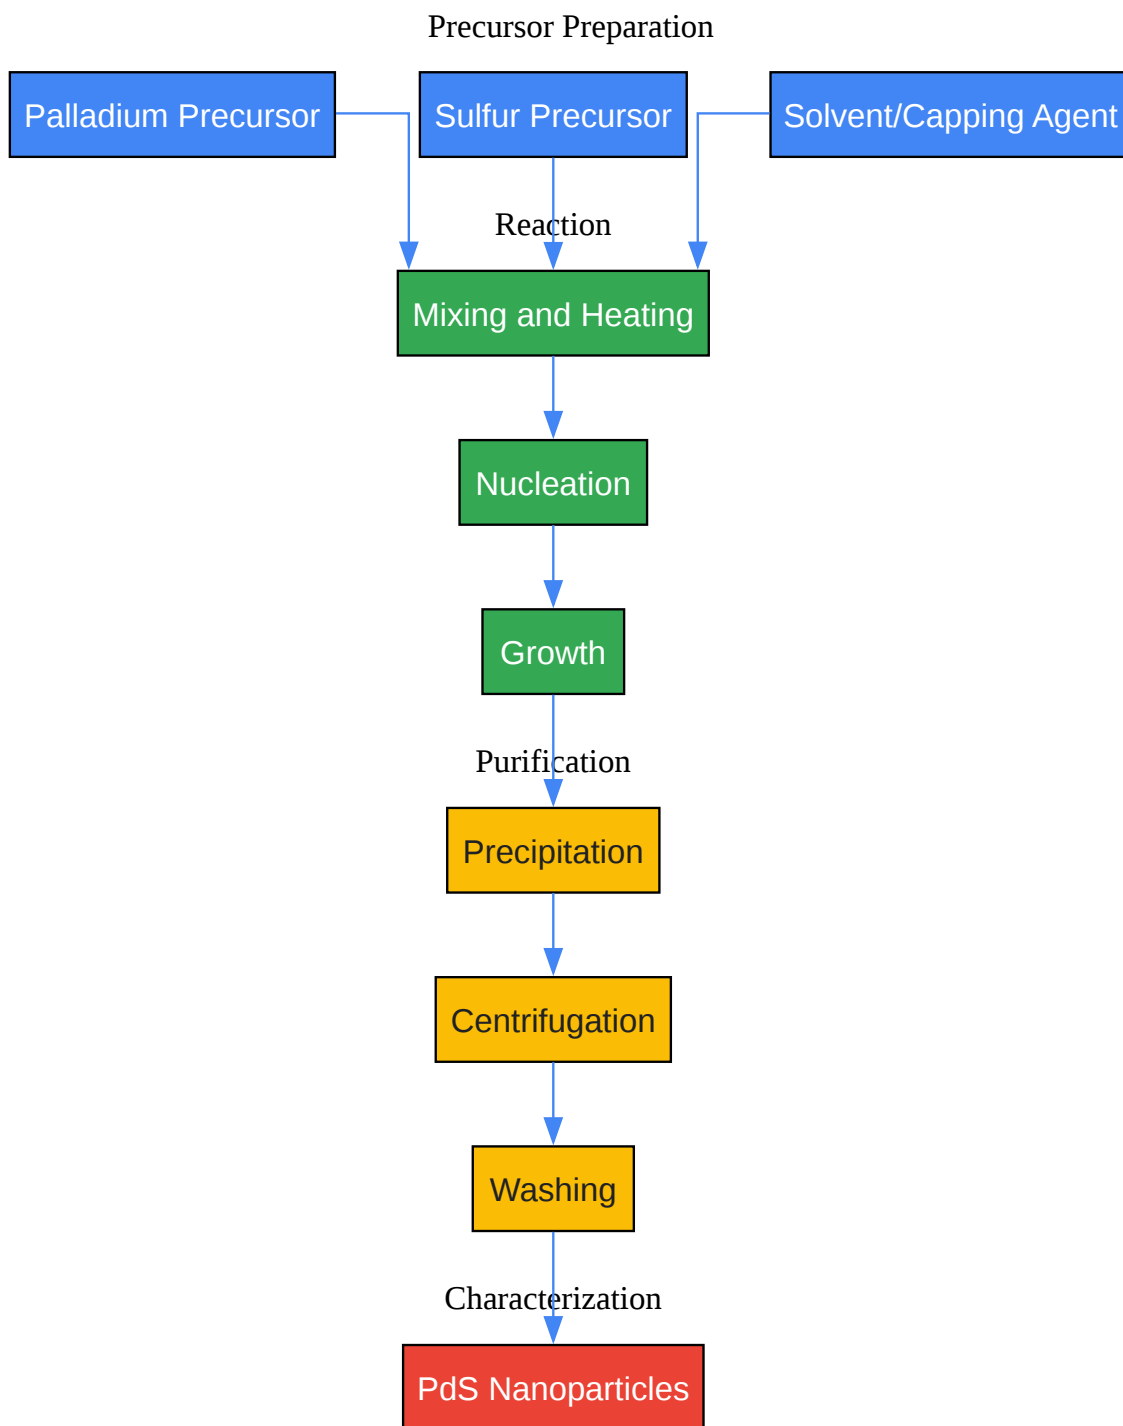 Precursor Preparation
Palladium Precursor
Sulfur Precursor
Solvent/Capping Agent
Reaction
Mixing and Heating
Nucleation
Growth
Purification
Precipitation
Centrifugation
Washing
Characterization
PdS Nanoparticles